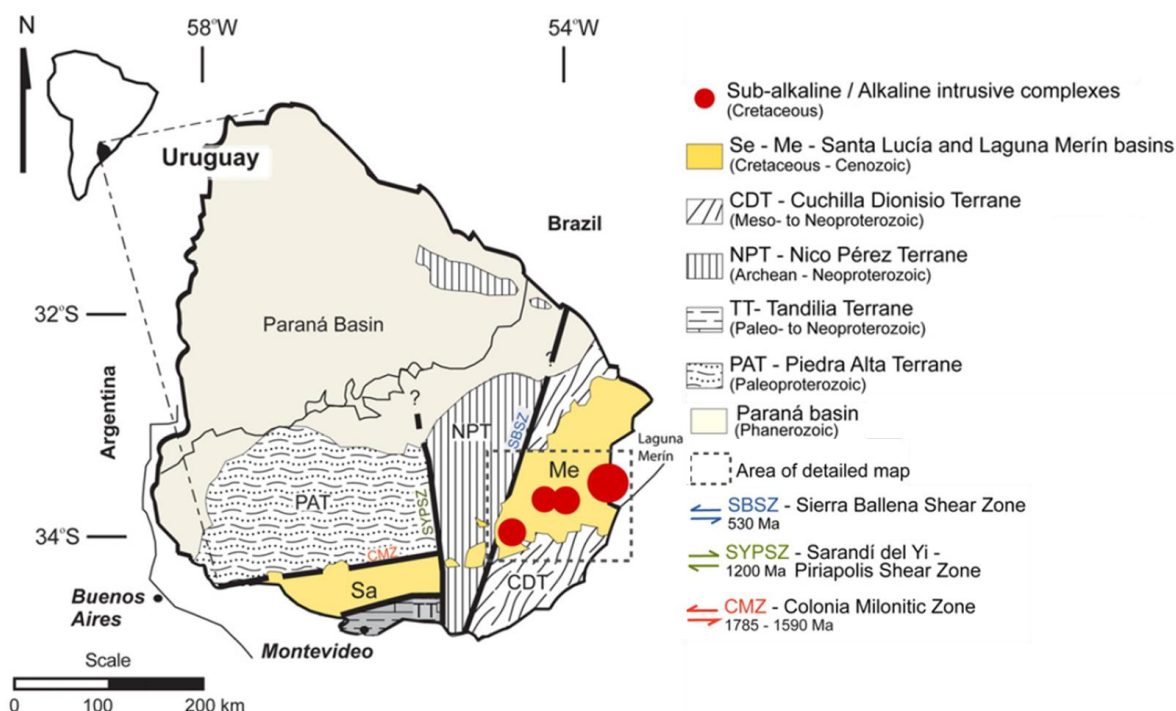 N
58°W
54°W
Uruguay
Brazil
32°S
Paraná Basin
Argentina
?
?
NPT
SBSZ
Laguna
Merín
Me
PAT
SYPSZ
34°S
CMZ
CDT
Sa
TT
Buenos
Aires
Montevideo
Scale
0 100 200 km
Sub-alkaline / Alkaline intrusive complexes
(Cretaceous)
Se - Me - Santa Lucía and Laguna Merín basins
(Cretaceous - Cenozoic)
CDT - Cuchilla Dionisio Terrane
(Meso- to Neoproterozoic)
NPT - Nico Pérez Terrane
(Archean - Neoproterozoic)
TT- Tandilia Terrane
(Paleo- to Neoproterozoic)
PAT - Piedra Alta Terrane
(Paleoproterozoic)
Paraná basin
(Phanerozoic)
Area of detailed map
SBSZ - Sierra Ballena Shear Zone
530 Ma
SYPSZ - Sarandí del Yi -
1200 Ma Piriapolis Shear Zone
CMZ - Colonia Milonitic Zone
1785 - 1590 Ma